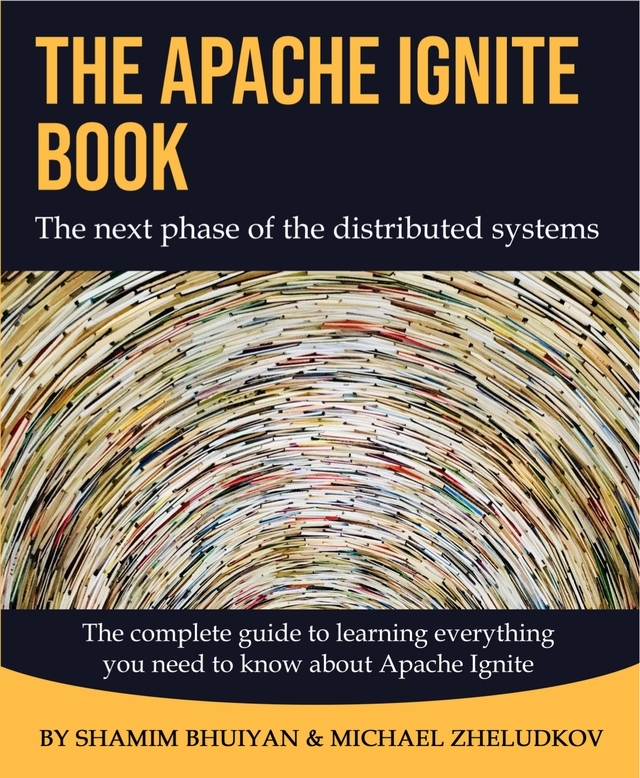 THE APACHE IGNITE
BOOK
The next phase of the distributed systems
The complete guide to learning everything
you need to know about Apache Ignite
BY SHAMIM BHUIYAN & MICHAEL ZHELUDKOV